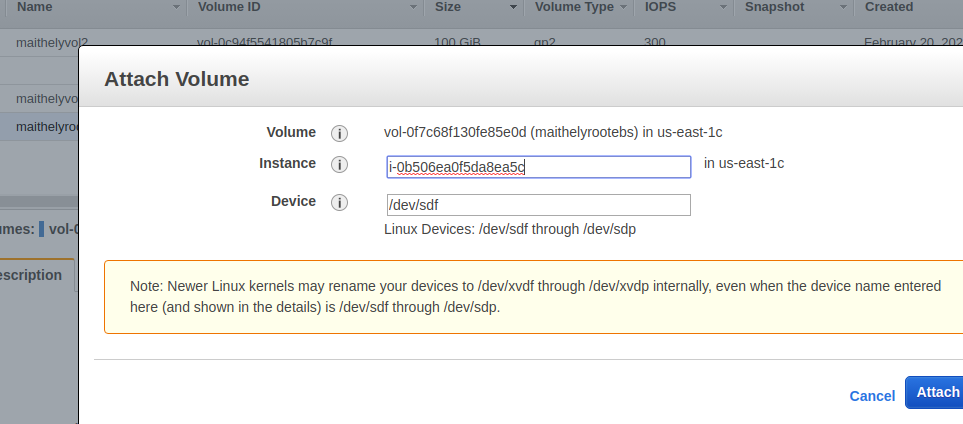 Name Volume ID Size Volume Type IOPS Snapshot Created
maithelyvol2 vol-0c94f5541805b7c9f 100 GiB gp2 300 February 20, 202
Attach Volume
maithelyvo
maithelyroo
Volume vol-0f7c68f130fe85e0d (maithelyrootebs) in us-east-1c
Instance i-0b506ea0f5da8ea5c in us-east-1c
Device /dev/sdf
Linux Devices: /dev/sdf through /dev/sdp
umes: vol-0
escription
Note: Newer Linux kernels may rename your devices to /dev/xvdf through /dev/xvdp internally, even when the device name entered
here (and shown in the details) is /dev/sdf through /dev/sdp.
Cancel Attach